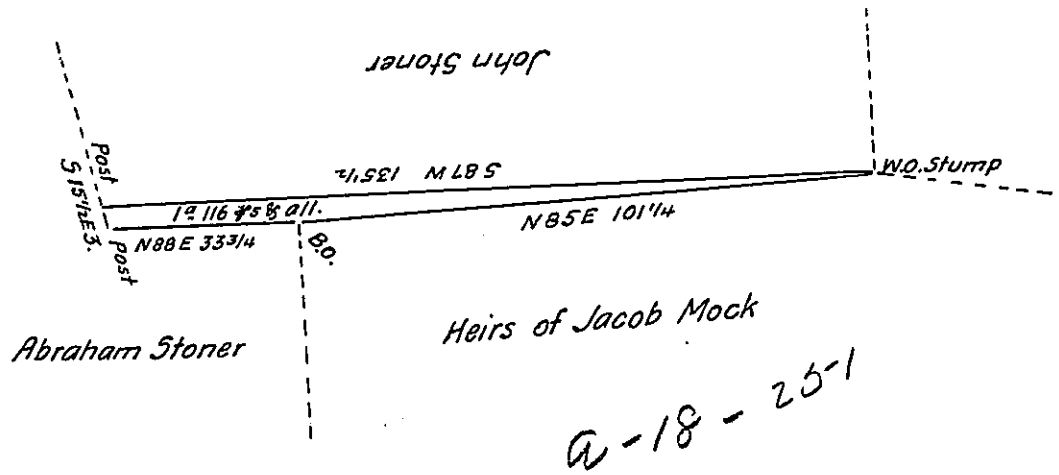 John Stoner
Post
S 15 1/2 E 3.
S 87 W 135 1/2
W.O. Stump
1a 116 ps & all.
N 85 E 101 1/4
N 88 E 33 3/4
Post
B.O.
Abraham Stoner
Heirs of Jacob Mock
a-18-251